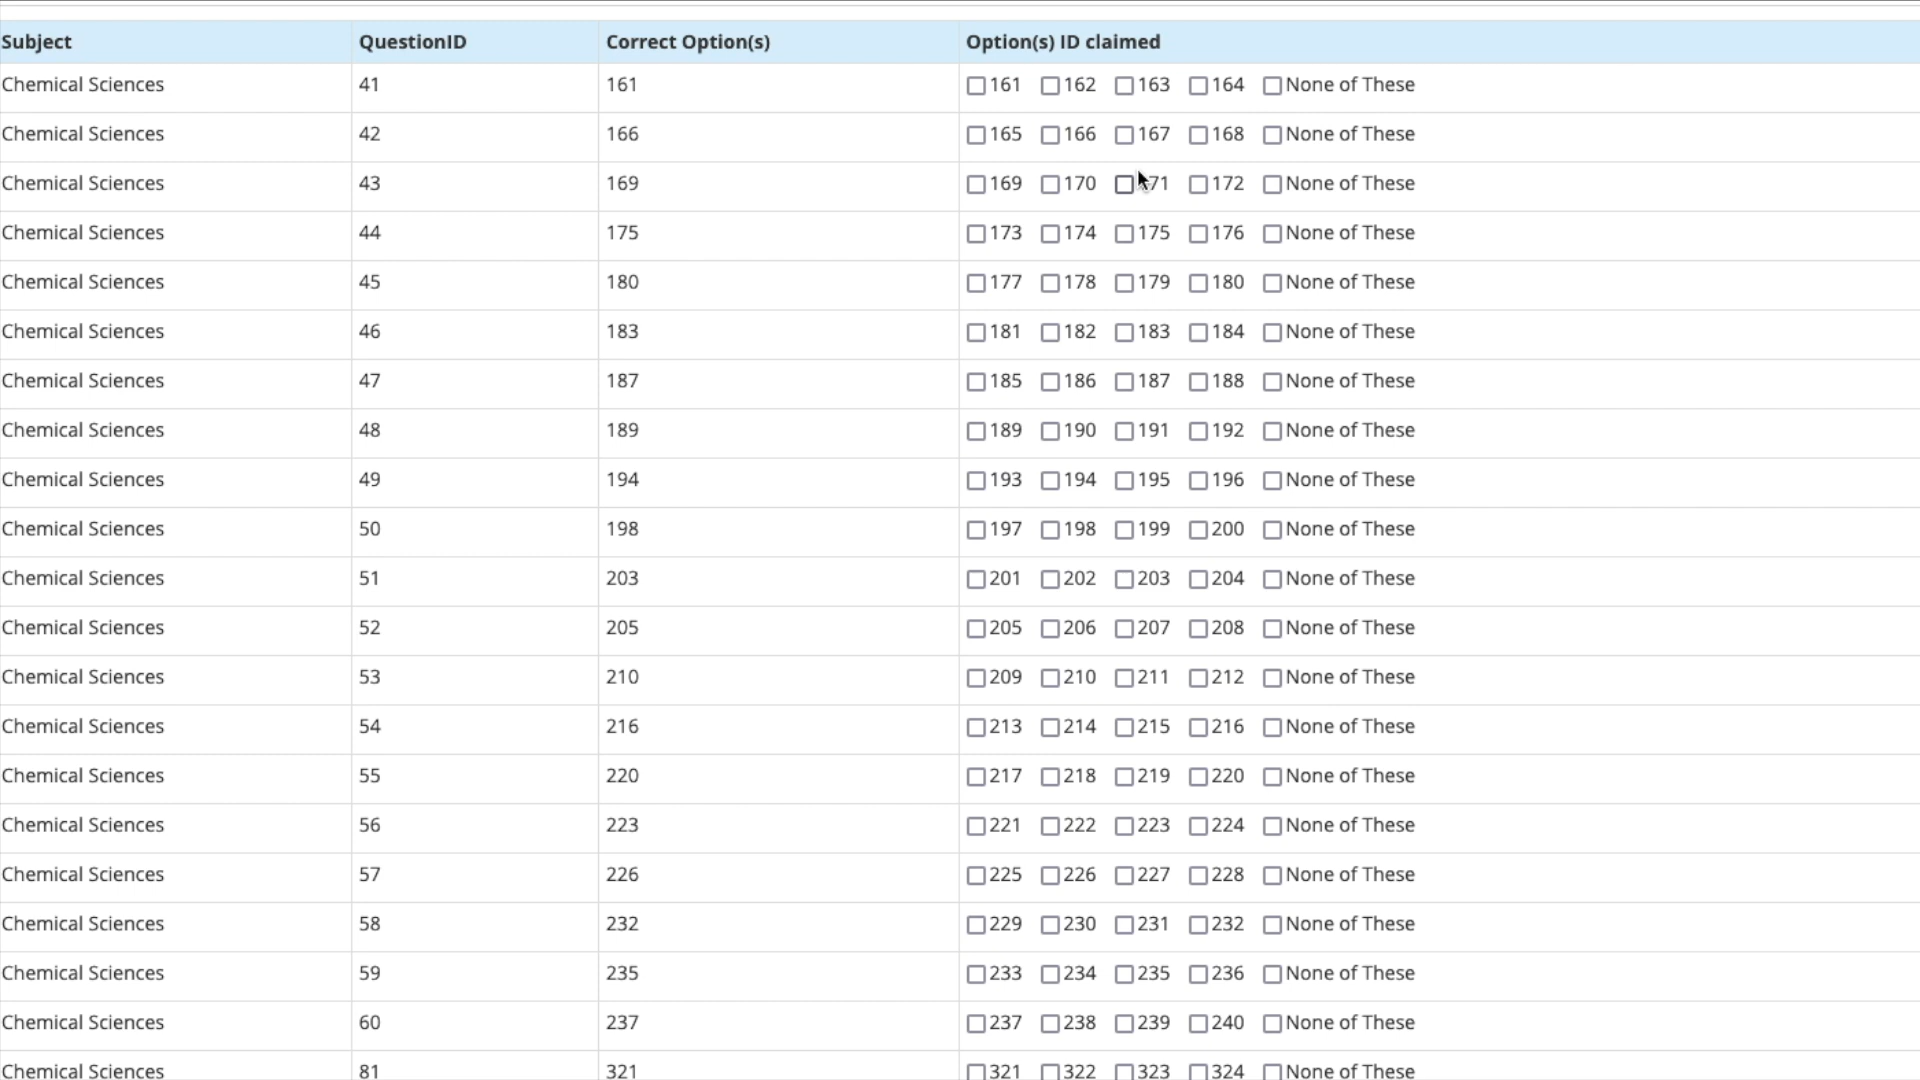 Subject QuestionID Correct Option(s) Option(s) ID claimed
Chemical Sciences 41 161 161 162 163 164 None of These
Chemical Sciences 42 166 165 166 167 168 None of These
Chemical Sciences 43 169 169 170 171 172 None of These
Chemical Sciences 44 175 173 174 175 176 None of These
Chemical Sciences 45 180 177 178 179 180 None of These
Chemical Sciences 46 183 181 182 183 184 None of These
Chemical Sciences 47 187 185 186 187 188 None of These
Chemical Sciences 48 189 189 190 191 192 None of These
Chemical Sciences 49 194 193 194 195 196 None of These
Chemical Sciences 50 198 197 198 199 200 None of These
Chemical Sciences 51 203 201 202 203 204 None of These
Chemical Sciences 52 205 205 206 207 208 None of These
Chemical Sciences 53 210 209 210 211 212 None of These
Chemical Sciences 54 216 213 214 215 216 None of These
Chemical Sciences 55 220 217 218 219 220 None of These
Chemical Sciences 56 223 221 222 223 224 None of These
Chemical Sciences 57 226 225 226 227 228 None of These
Chemical Sciences 58 232 229 230 231 232 None of These
Chemical Sciences 59 235 233 234 235 236 None of These
Chemical Sciences 60 237 237 238 239 240 None of These
Chemical Sciences 81 321 321 322 323 324 None of These